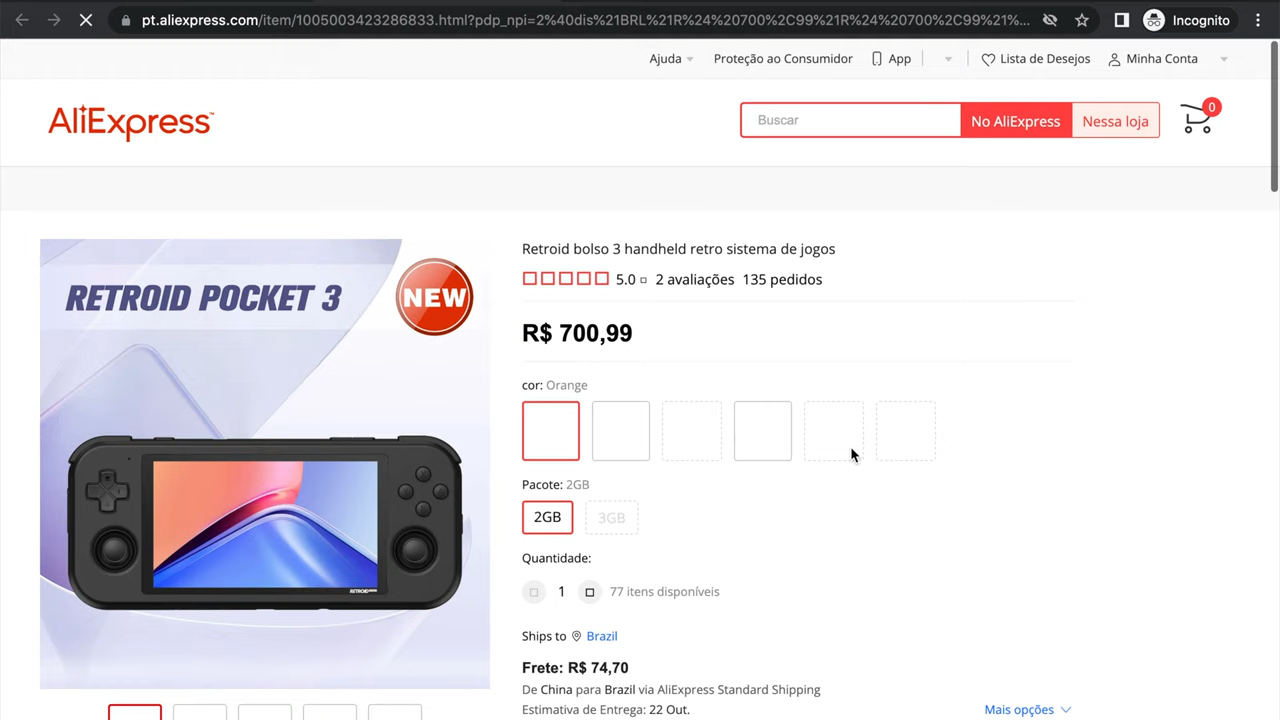 pt.aliexpress.com/item/1005003423286833.html?pdp_npi=2%40dis%21BRL%21R%24%20700%2C99%21R%24%20700%2C99%21%... Incognito
Ajuda Proteção ao Consumidor App Lista de Desejos Minha Conta
AliExpress™ Buscar No AliExpress Nessa loja 0
RETROID POCKET 3 NEW
RETROID POCKET
Retroid bolso 3 handheld retro sistema de jogos
5.0 2 avaliações 135 pedidos
R$ 700,99
cor: Orange
Pacote: 2GB
2GB 3GB
Quantidade:
1 77 itens disponíveis
Ships to Brazil
Frete: R$ 74,70
De China para Brazil via AliExpress Standard Shipping
Estimativa de Entrega: 22 Out. Mais opções